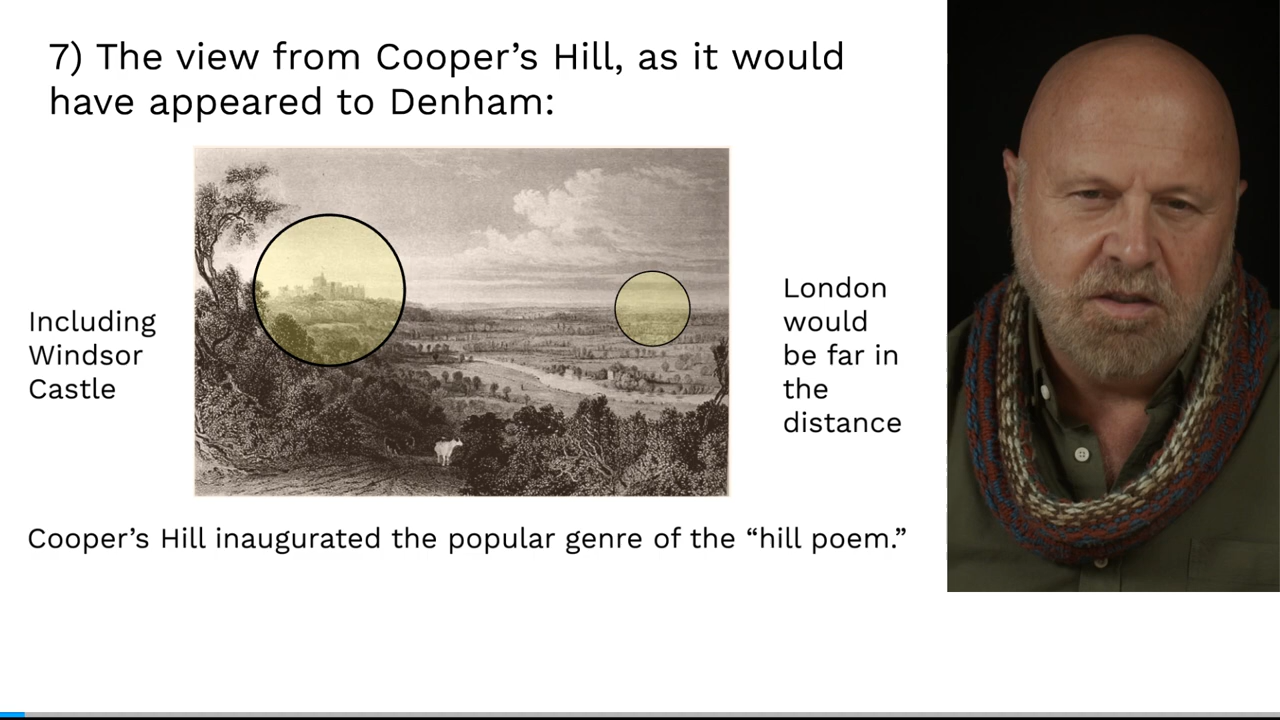 7) The view from Cooper’s Hill, as it would
have appeared to Denham:
Including
Windsor
Castle
London
would
be far in
the
distance
Cooper’s Hill inaugurated the popular genre of the “hill poem.”